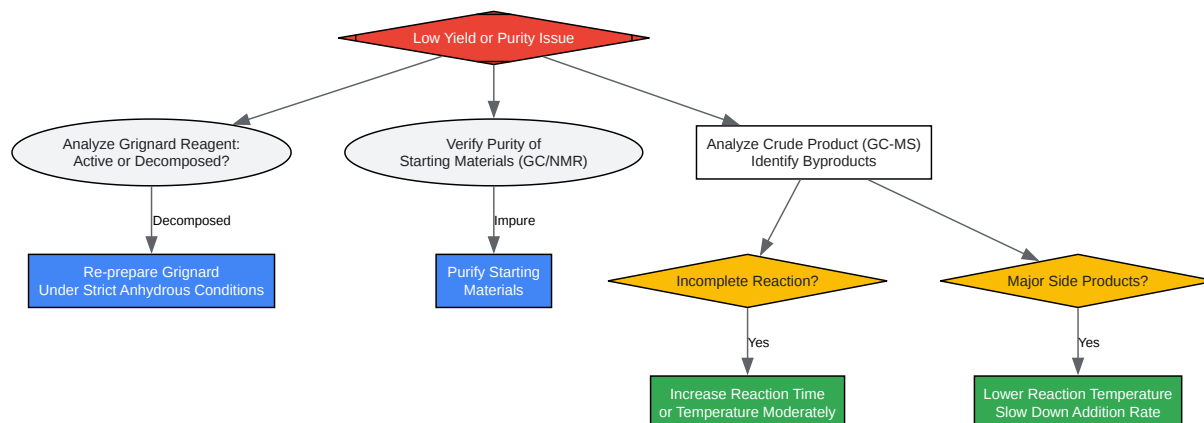 Low Yield or Purity Issue
Analyze Grignard Reagent:
Active or Decomposed?
Verify Purity of
Starting Materials (GC/NMR)
Analyze Crude Product (GC-MS)
Identify Byproducts
Decomposed
Impure
Re-prepare Grignard
Under Strict Anhydrous Conditions
Purify Starting
Materials
Incomplete Reaction?
Major Side Products?
Yes
Yes
Increase Reaction Time
or Temperature Moderately
Lower Reaction Temperature
Slow Down Addition Rate